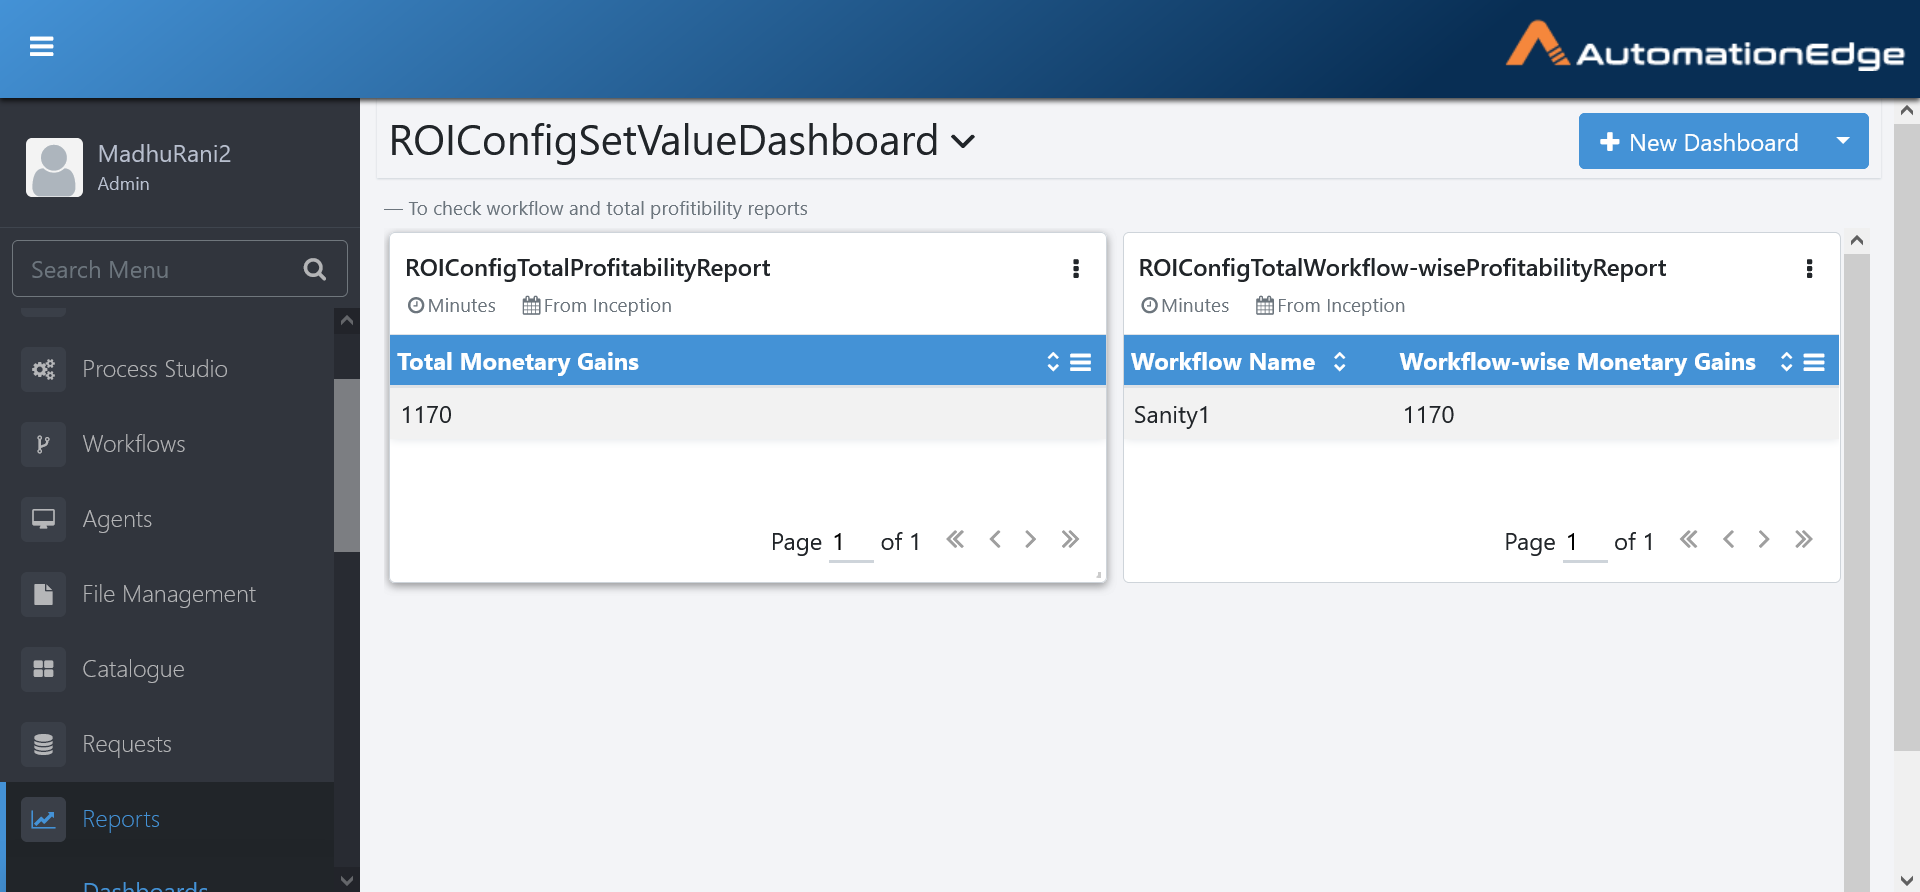 AutomationEdge
MadhuRani2
Admin
Search Menu
Process Studio
Workflows
Agents
File Management
Catalogue
Requests
Reports
Dashboards
ROIConfigSetValueDashboard
New Dashboard
— To check workflow and total profitibility reports
ROIConfigTotalProfitabilityReport
Minutes From Inception
Total Monetary Gains
1170
Page 1 of 1
ROIConfigTotalWorkflow-wiseProfitabilityReport
Minutes From Inception
Workflow Name Workflow-wise Monetary Gains
Sanity1 1170
Page 1 of 1